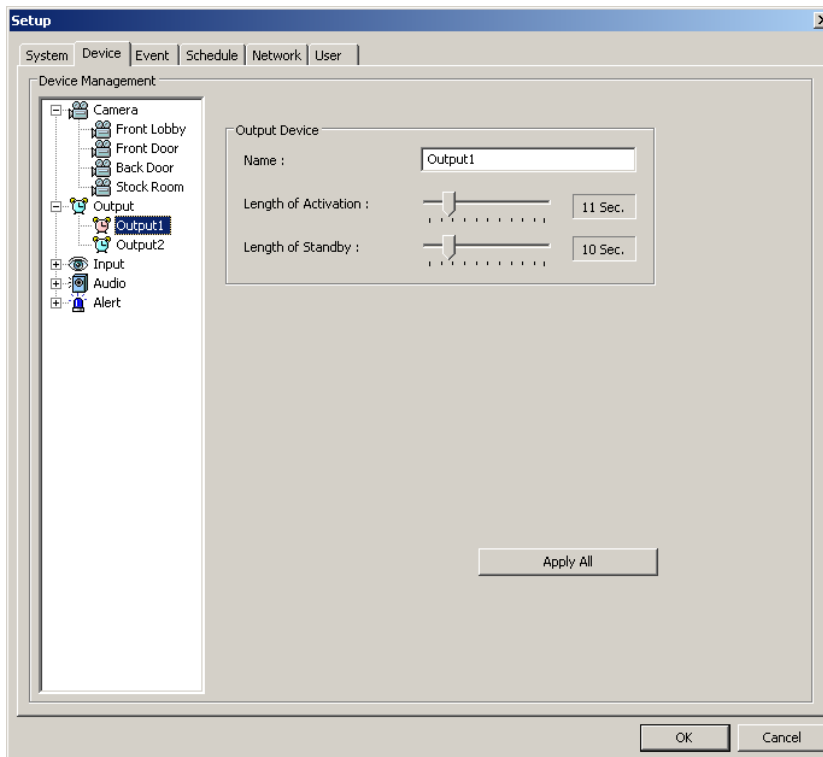 Setup
System Device Event Schedule Network User
Device Management
Camera
Front Lobby
Front Door
Back Door
Stock Room
Output
Output1
Output2
Input
Audio
Alert
Output Device
Name : Output1
Length of Activation : 11 Sec.
Length of Standby : 10 Sec.
Apply All
OK Cancel